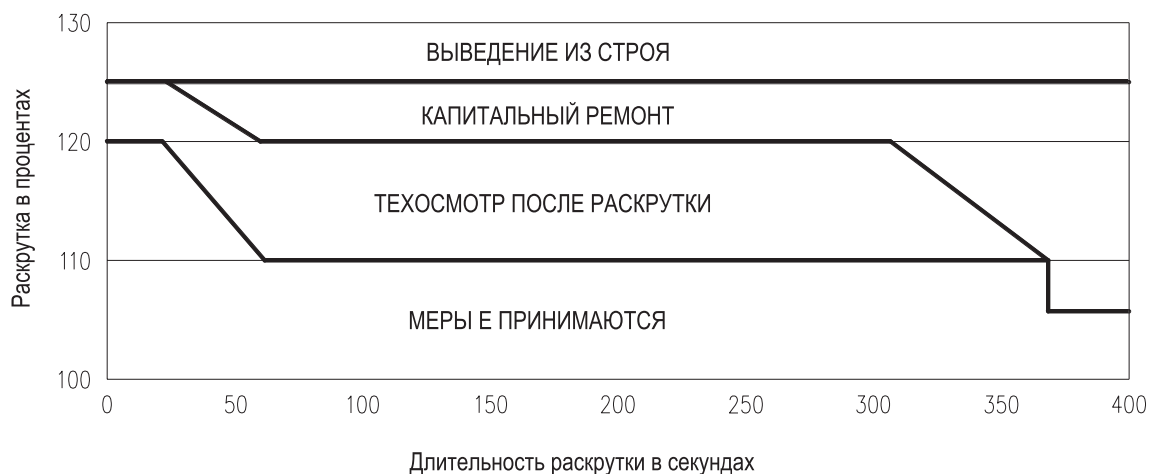 130
ВЫВЕДЕНИЕ ИЗ СТРОЯ
КАПИТАЛЬНЫЙ РЕМОНТ
120
ТЕХОСМОТР ПОСЛЕ РАСКРУТКИ
Раскрутка в процентах
110
МЕРЫ Е ПРИНИМАЮТСЯ
100
0 50 100 150 200 250 300 350 400
Длительность раскрутки в секундах